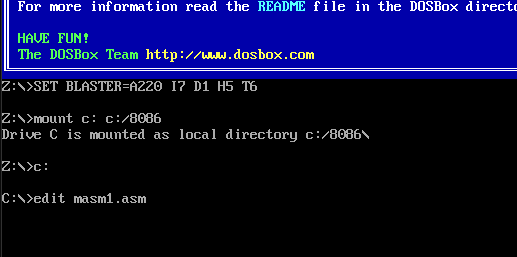 For more information read the README file in the DOSBox directo
HAVE FUN!
The DOSBox Team http://www.dosbox.com
Z:\>SET BLASTER=A220 I7 D1 H5 T6
Z:\>mount c: c:/8086
Drive C is mounted as local directory c:/8086\
Z:\>c:
C:\>edit masm1.asm